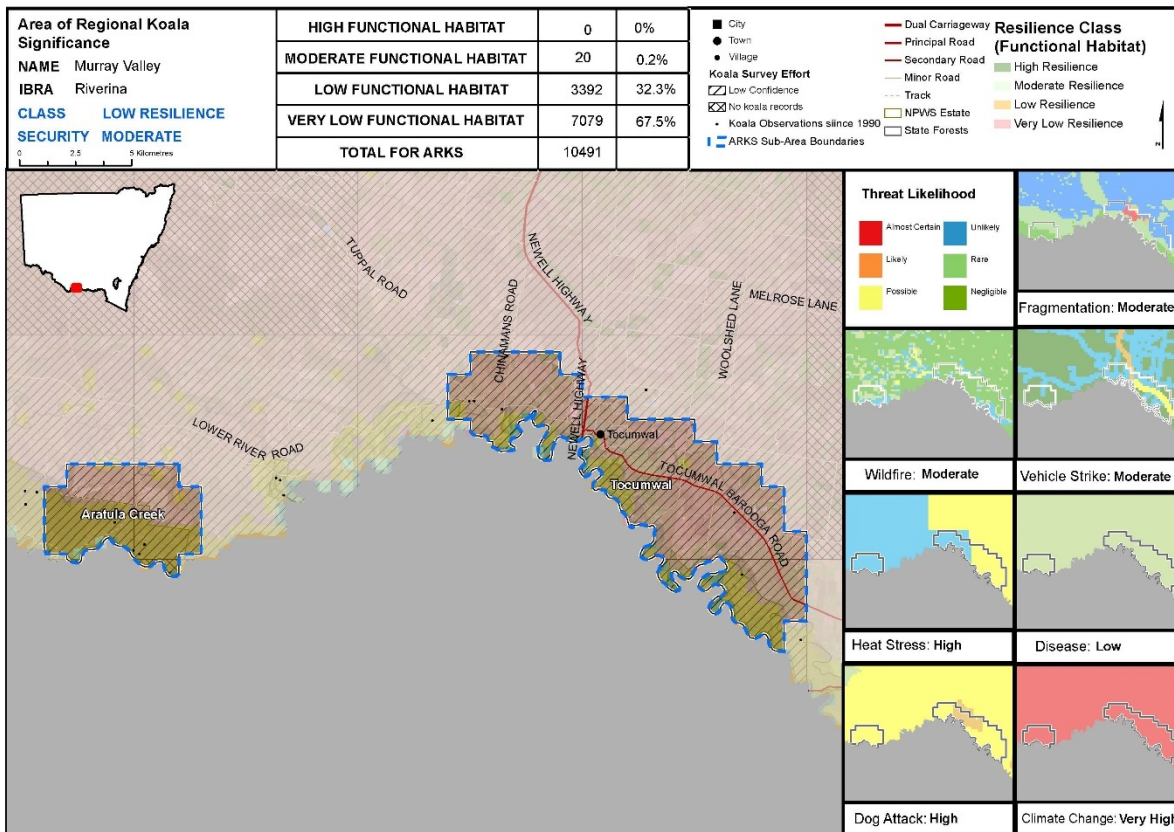 Area of Regional Koala
Significance
NAME Murray Valley
IBRA Riverina
CLASS LOW RESILIENCE
SECURITY MODERATE
0 2.5 5 Kilometres
HIGH FUNCTIONAL HABITAT 0 0%
MODERATE FUNCTIONAL HABITAT 20 0.2%
LOW FUNCTIONAL HABITAT 3392 32.3%
VERY LOW FUNCTIONAL HABITAT 7079 67.5%
TOTAL FOR ARKS 10491
City
Town
Village
Koala Survey Effort
Low Confidence
No koala records
Koala Observations siince 1990
ARKS Sub-Area Boundaries
Dual Carriageway
Principal Road
Secondary Road
Minor Road
Track
NPWS Estate
State Forests
Resilience Class
(Functional Habitat)
High Resilience
Moderate Resilience
Low Resilience
Very Low Resilience
N
TUPPAL ROAD
CHINAMANS ROAD
NEWELL HIGHWAY
WOOLSHED LANE
MELROSE LANE
LOWER RIVER ROAD
NEWELL HIGHWAY
Tocumwal
Tocumwal
TOCUMWAL BAROOGA ROAD
Aratula Creek
Threat Likelihood
Almost Certain
Unlikely
Likely
Rare
Possible
Negligible
Fragmentation: Moderate
Wildfire: Moderate
Vehicle Strike: Moderate
Heat Stress: High
Disease: Low
Dog Attack: High
Climate Change: Very High